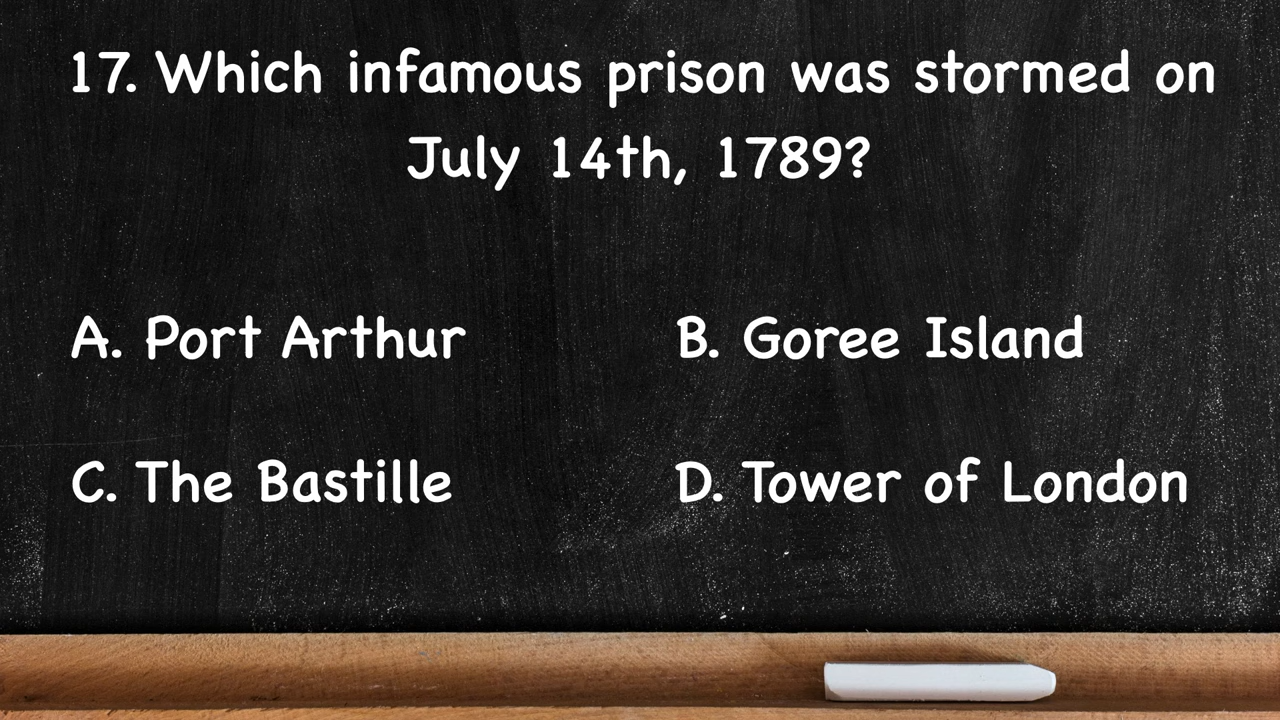 17. Which infamous prison was stormed on
July 14th, 1789?
A. Port Arthur
B. Goree Island
C. The Bastille
D. Tower of London